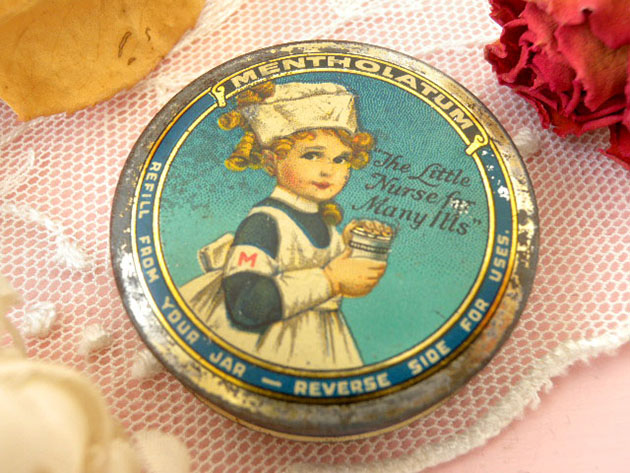 MENTHOLATUM
"The Little
Nurse for
Many Ills"
M
REFILL FROM YOUR JAR — REVERSE SIDE FOR USES.